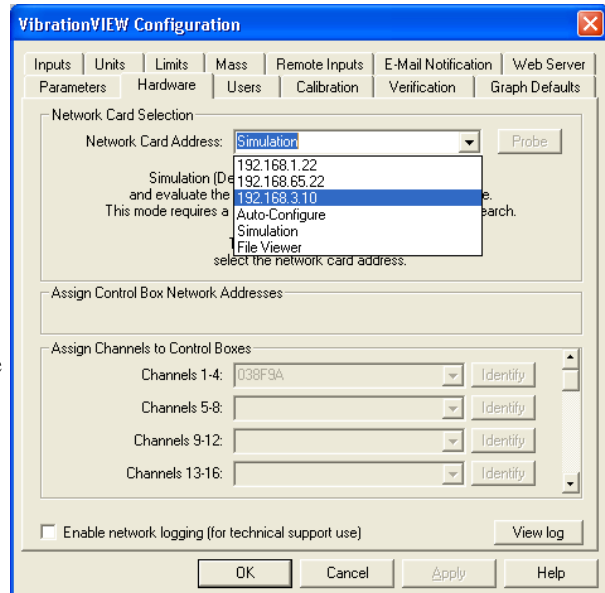 VibrationVIEW Configuration
Inputs Units Limits Mass Remote Inputs E-Mail Notification Web Server
Parameters Hardware Users Calibration Verification Graph Defaults
Network Card Selection
Network Card Address: Simulation Probe
192.168.1.22
Simulation (De 192.168.65.22
and evaluate the 192.168.3.10 e.
This mode requires a Auto-Configure earch.
Simulation
File Viewer
select the network card address.
Assign Control Box Network Addresses
Assign Channels to Control Boxes
Channels 1-4: 038F9A Identify
Channels 5-8: Identify
Channels 9-12: Identify
Channels 13-16: Identify
Enable network logging (for technical support use) View log
OK Cancel Apply Help